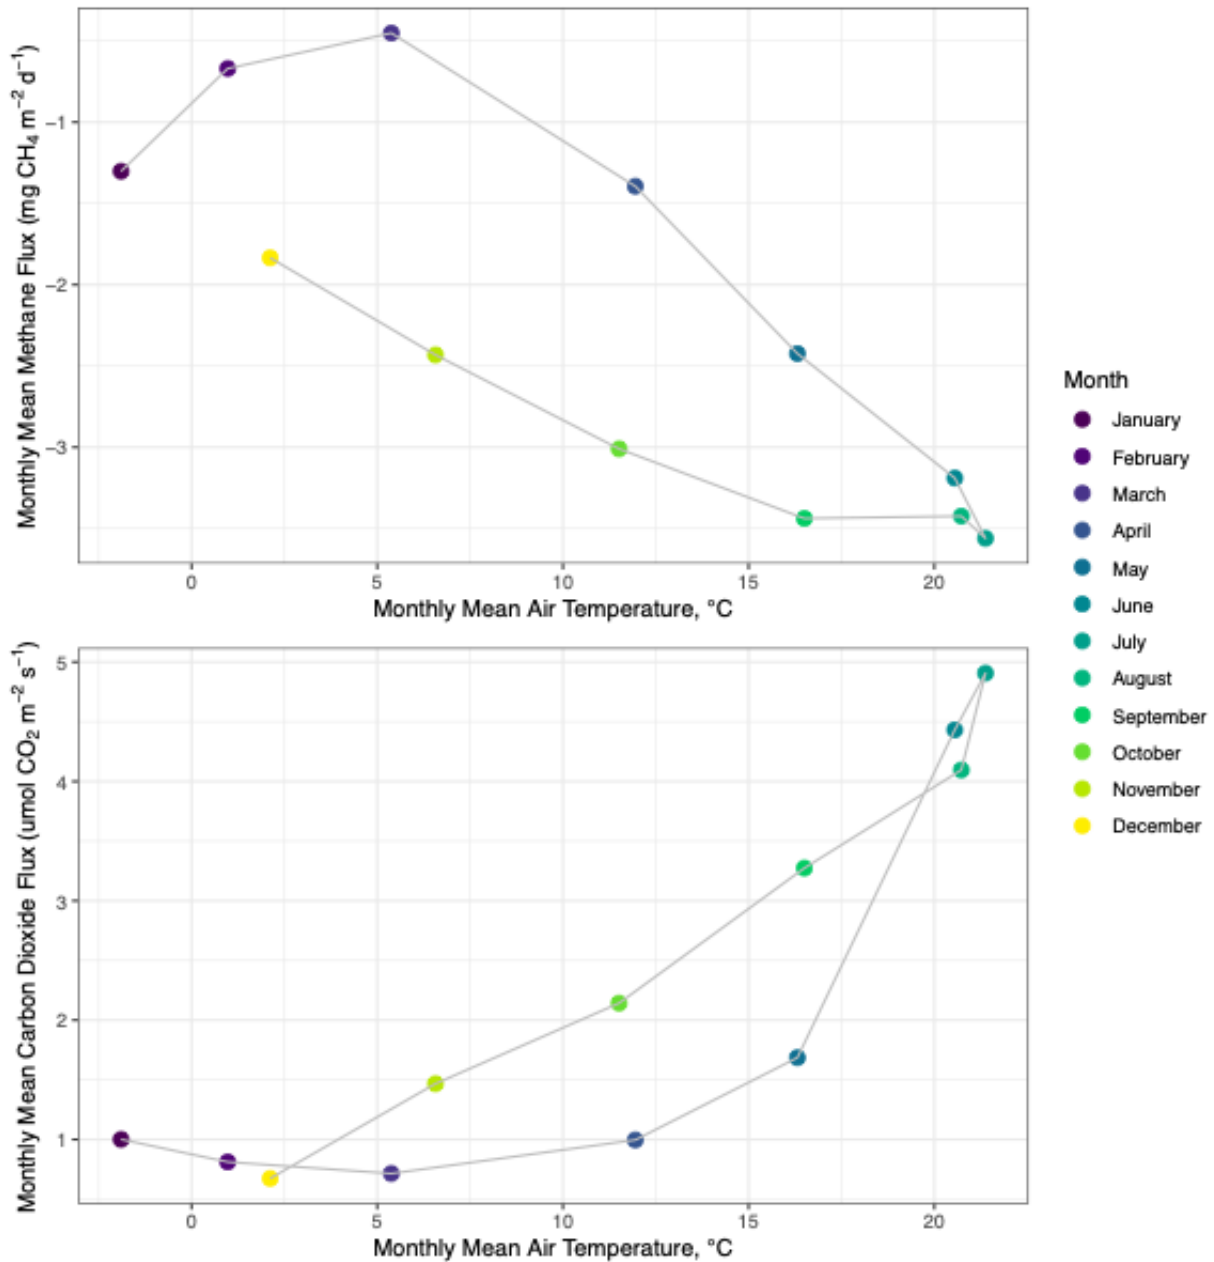 Monthly Mean Methane Flux (mg CH₄ m⁻² d⁻¹)
−1
−2
−3
0 5 10 15 20
Monthly Mean Air Temperature, °C
Monthly Mean Carbon Dioxide Flux (umol CO₂ m⁻² s⁻¹)
5
4
3
2
1
0 5 10 15 20
Monthly Mean Air Temperature, °C
Month
January
February
March
April
May
June
July
August
September
October
November
December